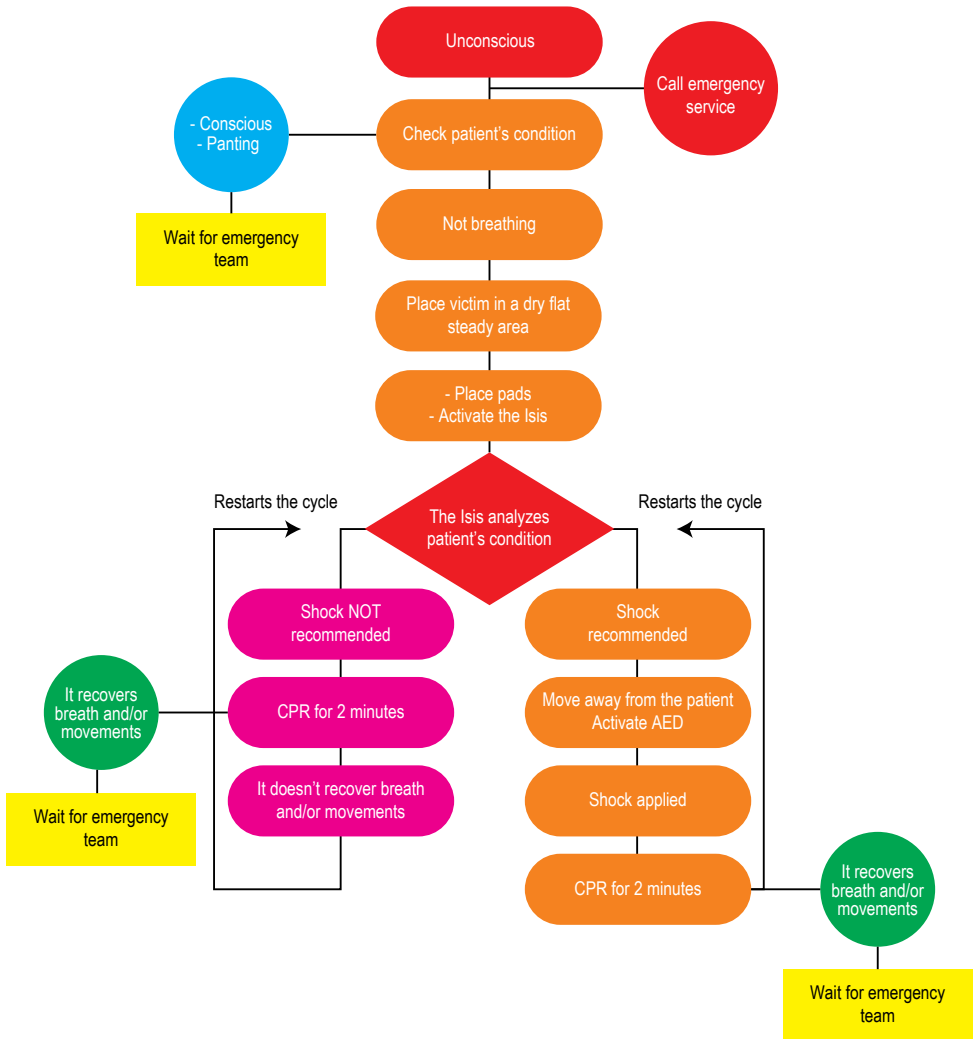 Unconscious
Call emergency
service
Check patient's condition
- Conscious
- Panting
Wait for emergency
team
Not breathing
Place victim in a dry flat
steady area
- Place pads
- Activate the Isis
The Isis analyzes
patient's condition
Restarts the cycle
Shock NOT
recommended
CPR for 2 minutes
It recovers
breath and/or
movements
Wait for emergency
team
It doesn't recover breath
and/or movements
Restarts the cycle
Shock
recommended
Move away from the patient
Activate AED
Shock applied
CPR for 2 minutes
It recovers
breath and/or
movements
Wait for emergency
team